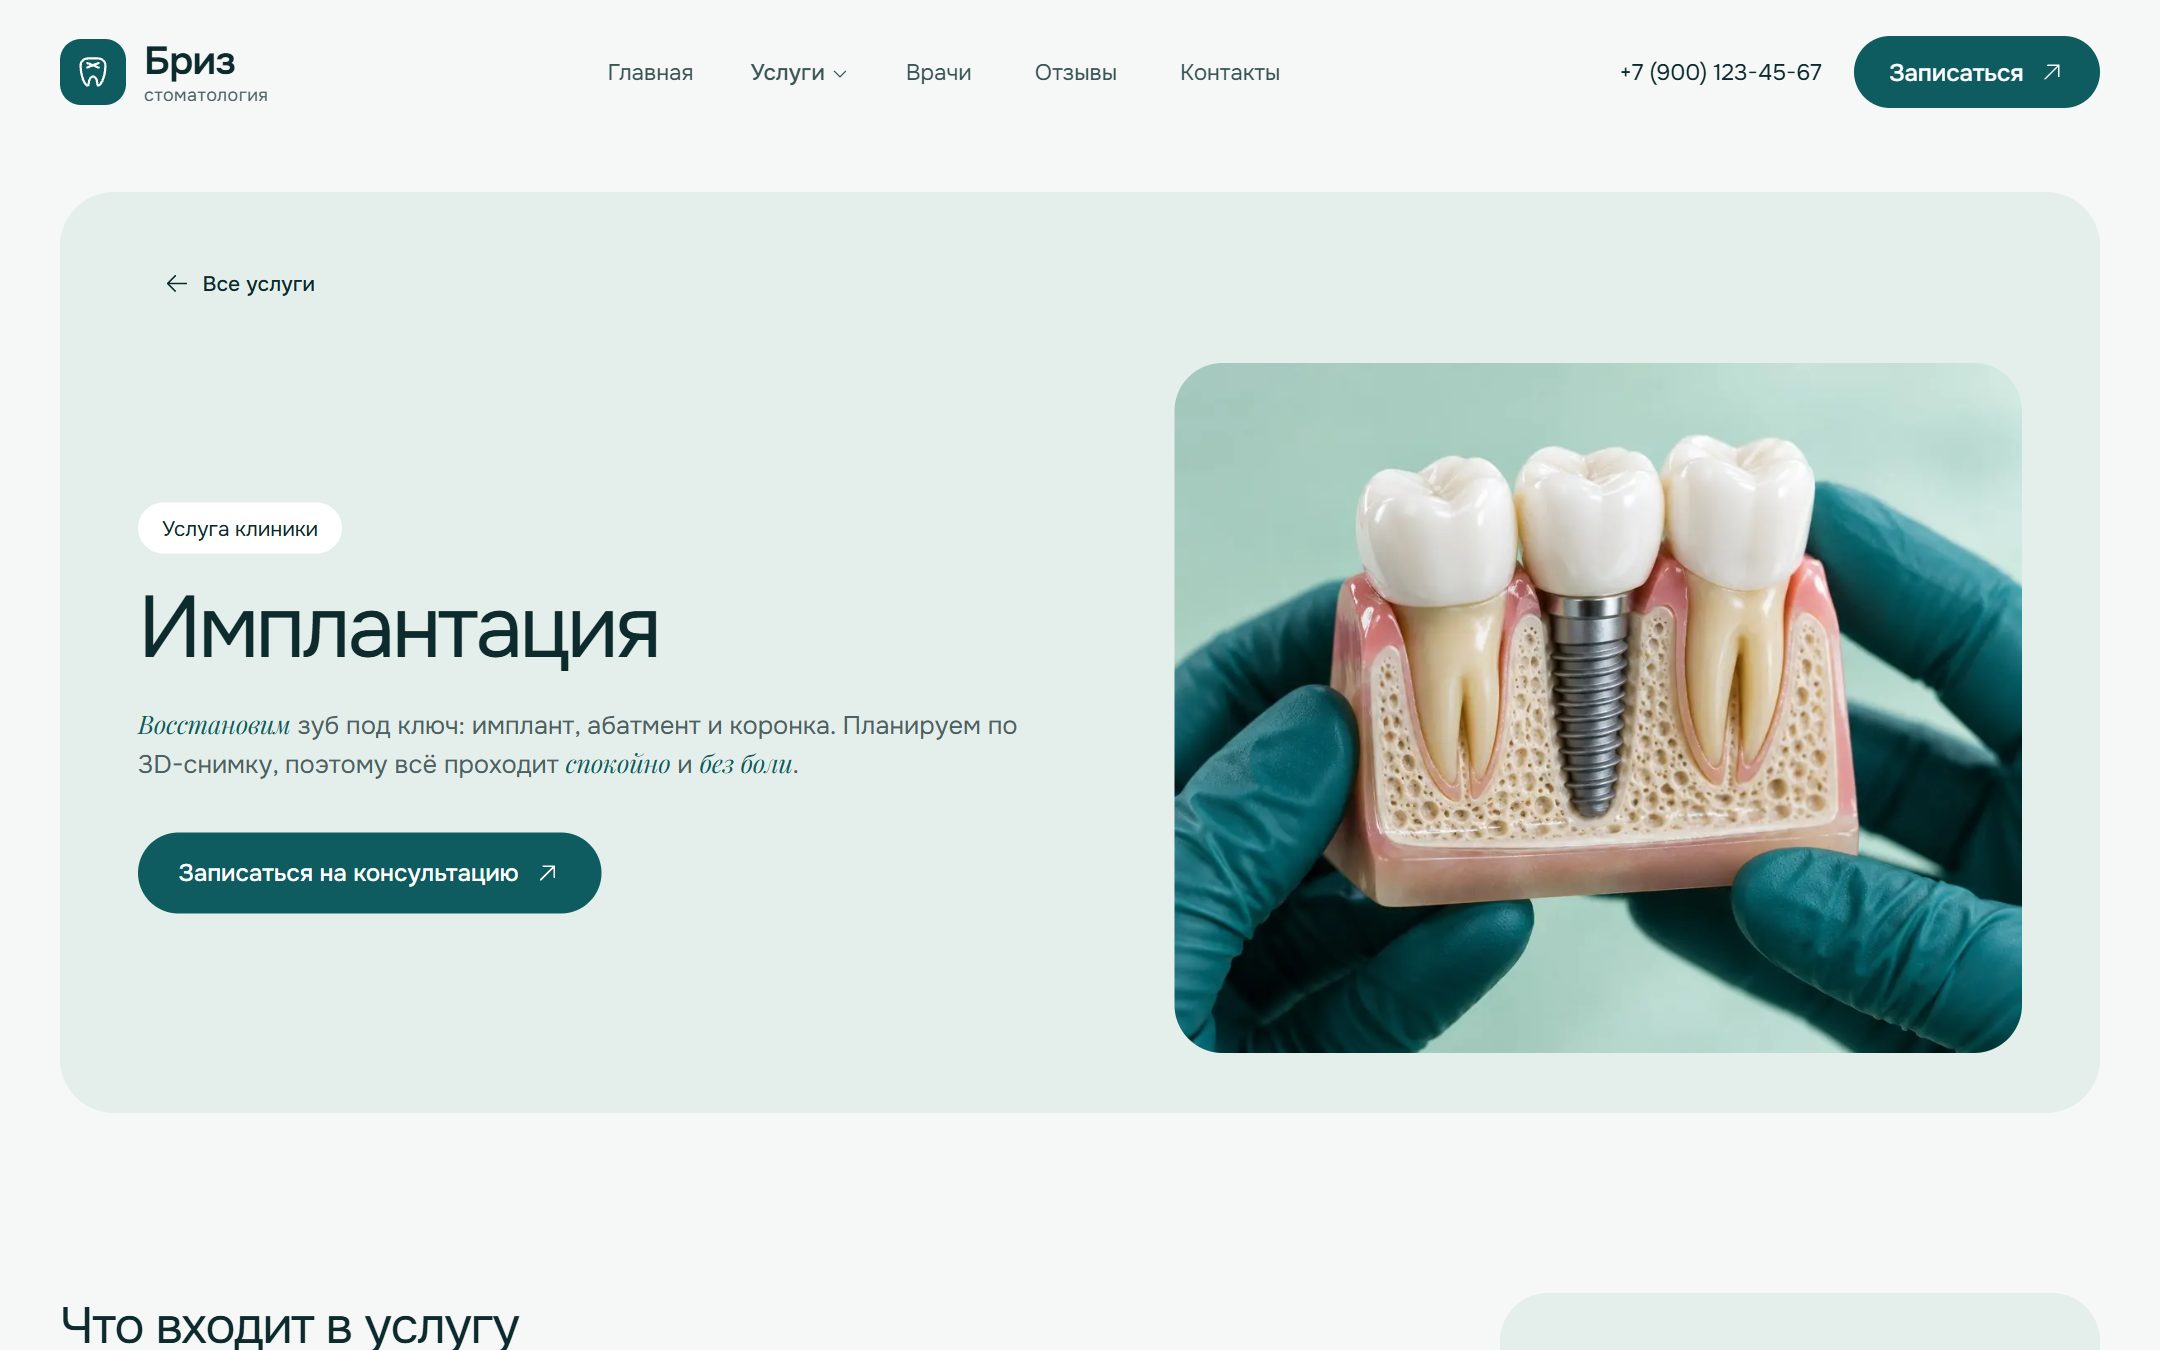 Бриз
стоматология
Главная
Услуги
Врачи
Отзывы
Контакты
+7 (900) 123-45-67
Записаться
Все услуги
Услуга клиники
Имплантация
Восстановим зуб под ключ: имплант, абатмент и коронка. Планируем по
3D-снимку, поэтому всё проходит спокойно и без боли.
Записаться на консультацию
Что входит в услугу